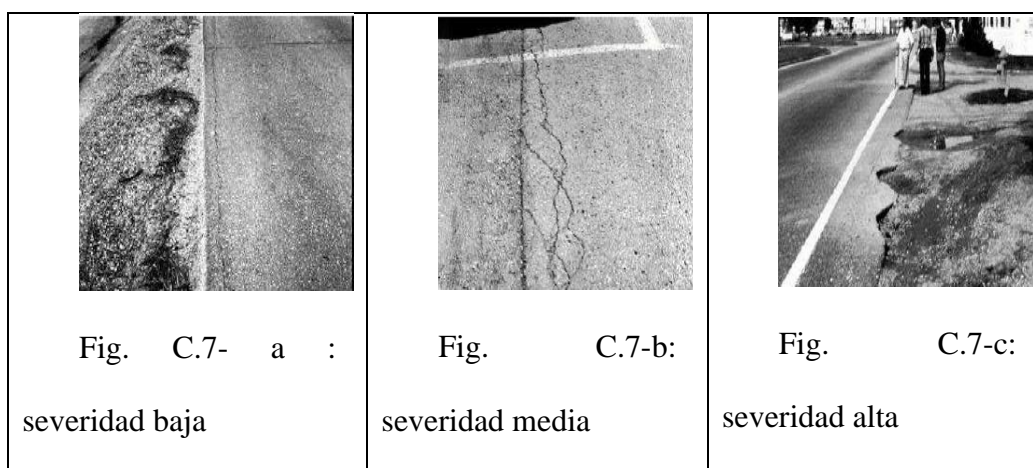 Fig. C.7- a :
severidad baja
Fig. C.7-b:
severidad media
Fig. C.7-c:
severidad alta